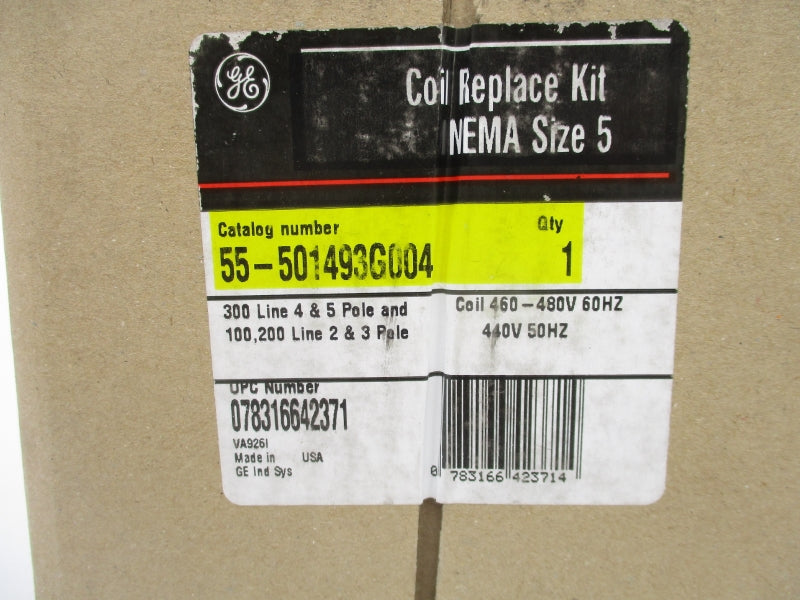 GE
Coil Replace Kit
NEMA Size 5
Catalog number Qty
55-501493G004 1
300 Line 4 & 5 Pole and Coil 460-480V 60HZ
100,200 Line 2 & 3 Pole 440V 50HZ
UPC Number
078316642371
VA926I
Made in USA
GE Ind Sys
0 783166 423714